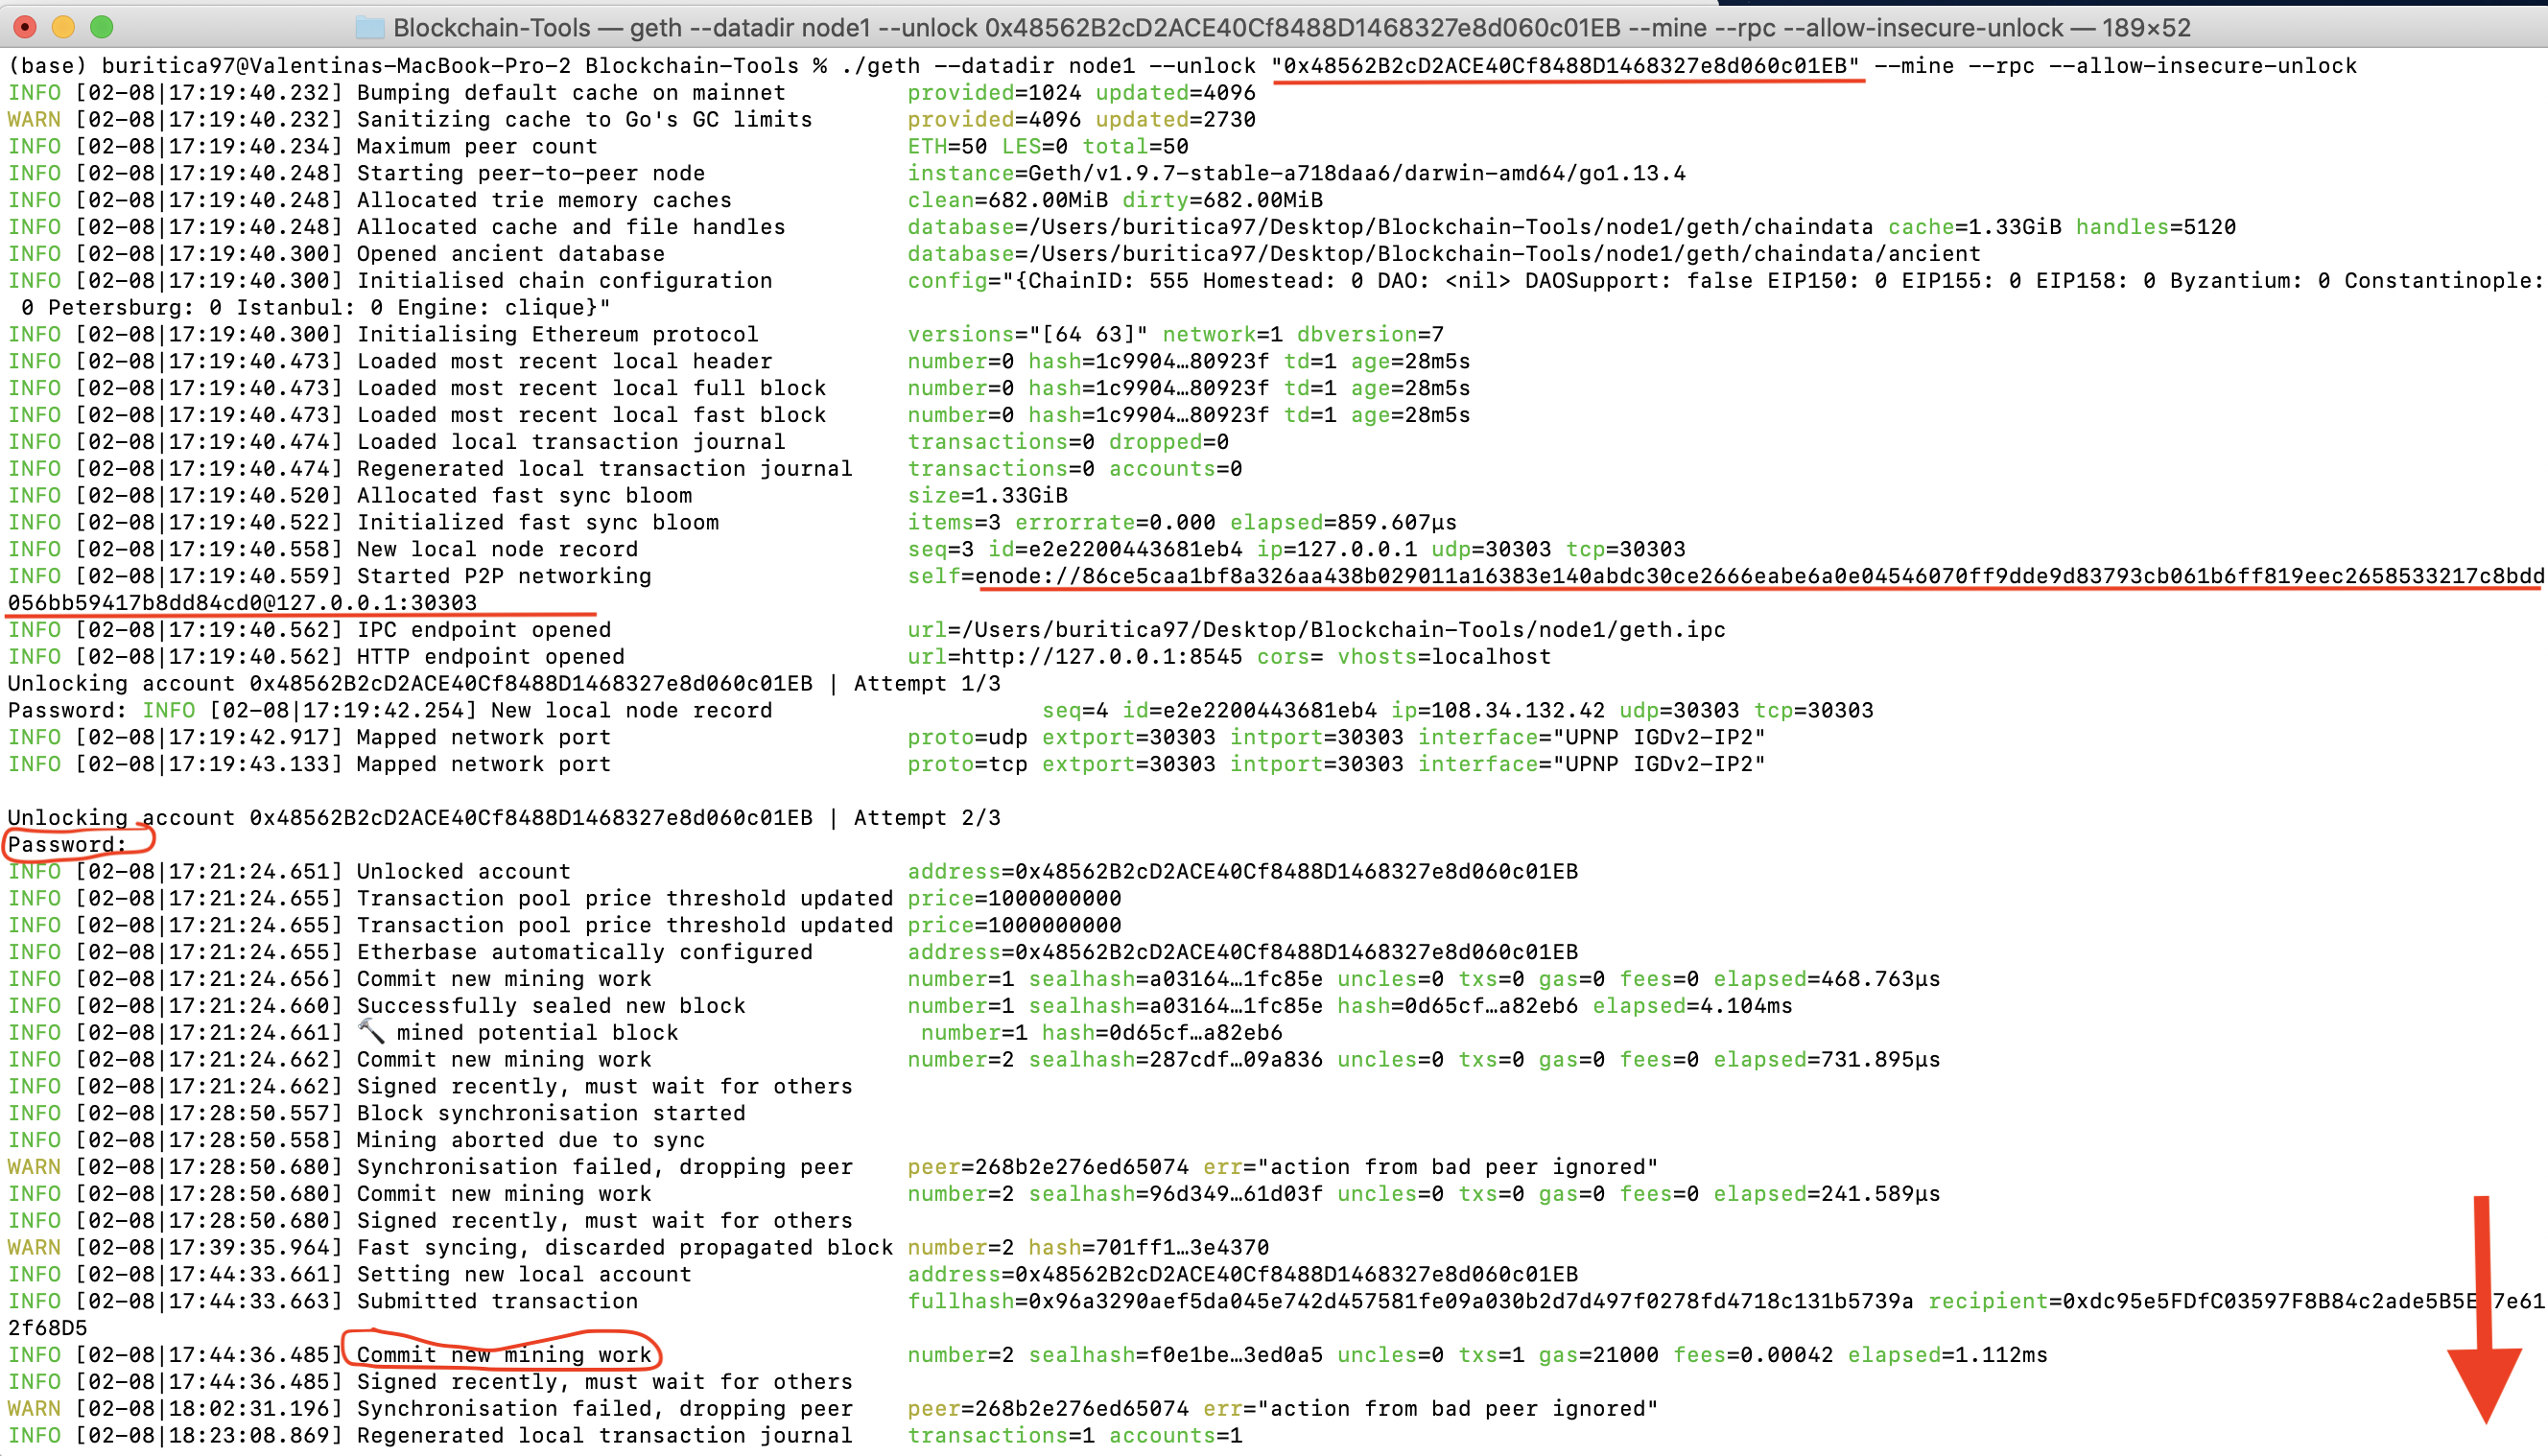 Blockchain-Tools — geth --datadir node1 --unlock 0x48562B2cD2ACE40Cf8488D1468327e8d060c01EB --mine --rpc --allow-insecure-unlock — 189×52
(base) buritica97@Valentinas-MacBook-Pro-2 Blockchain-Tools % ./geth --datadir node1 --unlock "0x48562B2cD2ACE40Cf8488D1468327e8d060c01EB" --mine --rpc --allow-insecure-unlock
INFO [02-08|17:19:40.232] Bumping default cache on mainnet provided=1024 updated=4096
WARN [02-08|17:19:40.232] Sanitizing cache to Go's GC limits provided=4096 updated=2730
INFO [02-08|17:19:40.234] Maximum peer count ETH=50 LES=0 total=50
INFO [02-08|17:19:40.248] Starting peer-to-peer node instance=Geth/v1.9.7-stable-a718daa6/darwin-amd64/go1.13.4
INFO [02-08|17:19:40.248] Allocated trie memory caches clean=682.00MiB dirty=682.00MiB
INFO [02-08|17:19:40.248] Allocated cache and file handles database=/Users/buritica97/Desktop/Blockchain-Tools/node1/geth/chaindata cache=1.33GiB handles=5120
INFO [02-08|17:19:40.300] Opened ancient database database=/Users/buritica97/Desktop/Blockchain-Tools/node1/geth/chaindata/ancient
INFO [02-08|17:19:40.300] Initialised chain configuration config="{ChainID: 555 Homestead: 0 DAO: <nil> DAOSupport: false EIP150: 0 EIP155: 0 EIP158: 0 Byzantium: 0 Constantinople:
0 Petersburg: 0 Istanbul: 0 Engine: clique}"
INFO [02-08|17:19:40.300] Initialising Ethereum protocol versions="[64 63]" network=1 dbversion=7
INFO [02-08|17:19:40.473] Loaded most recent local header number=0 hash=1c9904…80923f td=1 age=28m5s
INFO [02-08|17:19:40.473] Loaded most recent local full block number=0 hash=1c9904…80923f td=1 age=28m5s
INFO [02-08|17:19:40.473] Loaded most recent local fast block number=0 hash=1c9904…80923f td=1 age=28m5s
INFO [02-08|17:19:40.474] Loaded local transaction journal transactions=0 dropped=0
INFO [02-08|17:19:40.474] Regenerated local transaction journal transactions=0 accounts=0
INFO [02-08|17:19:40.520] Allocated fast sync bloom size=1.33GiB
INFO [02-08|17:19:40.522] Initialized fast sync bloom items=3 errorrate=0.000 elapsed=859.607µs
INFO [02-08|17:19:40.558] New local node record seq=3 id=e2e2200443681eb4 ip=127.0.0.1 udp=30303 tcp=30303
INFO [02-08|17:19:40.559] Started P2P networking self=enode://86ce5caa1bf8a326aa438b029011a16383e140abdc30ce2666eabe6a0e04546070ff9dde9d83793cb061b6ff819eec2658533217c8bdd
056bb59417b8dd84cd0@127.0.0.1:30303
INFO [02-08|17:19:40.562] IPC endpoint opened url=/Users/buritica97/Desktop/Blockchain-Tools/node1/geth.ipc
INFO [02-08|17:19:40.562] HTTP endpoint opened url=http://127.0.0.1:8545 cors= vhosts=localhost
Unlocking account 0x48562B2cD2ACE40Cf8488D1468327e8d060c01EB | Attempt 1/3
Password: INFO [02-08|17:19:42.254] New local node record seq=4 id=e2e2200443681eb4 ip=108.34.132.42 udp=30303 tcp=30303
INFO [02-08|17:19:42.917] Mapped network port proto=udp extport=30303 intport=30303 interface="UPNP IGDv2-IP2"
INFO [02-08|17:19:43.133] Mapped network port proto=tcp extport=30303 intport=30303 interface="UPNP IGDv2-IP2"
Unlocking account 0x48562B2cD2ACE40Cf8488D1468327e8d060c01EB | Attempt 2/3
Password:
INFO [02-08|17:21:24.651] Unlocked account address=0x48562B2cD2ACE40Cf8488D1468327e8d060c01EB
INFO [02-08|17:21:24.655] Transaction pool price threshold updated price=1000000000
INFO [02-08|17:21:24.655] Transaction pool price threshold updated price=1000000000
INFO [02-08|17:21:24.655] Etherbase automatically configured address=0x48562B2cD2ACE40Cf8488D1468327e8d060c01EB
INFO [02-08|17:21:24.656] Commit new mining work number=1 sealhash=a03164…1fc85e uncles=0 txs=0 gas=0 fees=0 elapsed=468.763µs
INFO [02-08|17:21:24.660] Successfully sealed new block number=1 sealhash=a03164…1fc85e hash=0d65cf…a82eb6 elapsed=4.104ms
INFO [02-08|17:21:24.661] 🔨 mined potential block number=1 hash=0d65cf…a82eb6
INFO [02-08|17:21:24.662] Commit new mining work number=2 sealhash=287cdf…09a836 uncles=0 txs=0 gas=0 fees=0 elapsed=731.895µs
INFO [02-08|17:21:24.662] Signed recently, must wait for others
INFO [02-08|17:28:50.557] Block synchronisation started
INFO [02-08|17:28:50.558] Mining aborted due to sync
WARN [02-08|17:28:50.680] Synchronisation failed, dropping peer peer=268b2e276ed65074 err="action from bad peer ignored"
INFO [02-08|17:28:50.680] Commit new mining work number=2 sealhash=96d349…61d03f uncles=0 txs=0 gas=0 fees=0 elapsed=241.589µs
INFO [02-08|17:28:50.680] Signed recently, must wait for others
WARN [02-08|17:39:35.964] Fast syncing, discarded propagated block number=2 hash=701ff1…3e4370
INFO [02-08|17:44:33.661] Setting new local account address=0x48562B2cD2ACE40Cf8488D1468327e8d060c01EB
INFO [02-08|17:44:33.663] Submitted transaction fullhash=0x96a3290aef5da045e742d457581fe09a030b2d7d497f0278fd4718c131b5739a
2f68D5
INFO [02-08|17:44:36.485] Commit new mining work number=2 sealhash=f0e1be…3ed0a5 uncles=0 txs=1 gas=21000 fees=0.00042 elapsed=1.112ms
INFO [02-08|17:44:36.485] Signed recently, must wait for others
WARN [02-08|18:02:31.196] Synchronisation failed, dropping peer peer=268b2e276ed65074 err="action from bad peer ignored"
INFO [02-08|18:23:08.869] Regenerated local transaction journal transactions=1 accounts=1